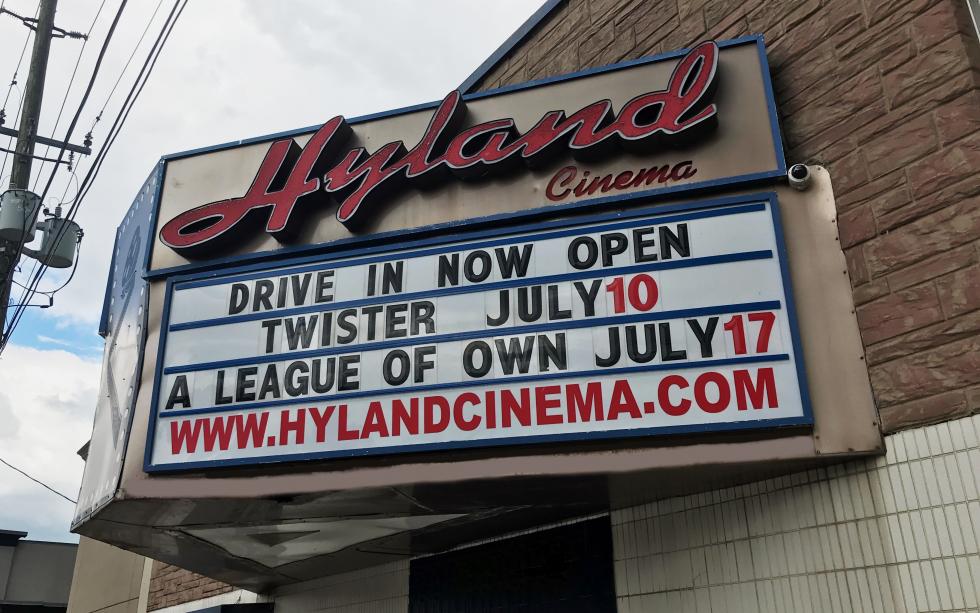 Hyland
Cinema
DRIVE IN NOW OPEN
TWISTER JULY 10
A LEAGUE OF OWN JULY 17
WWW.HYLANDCINEMA.COM